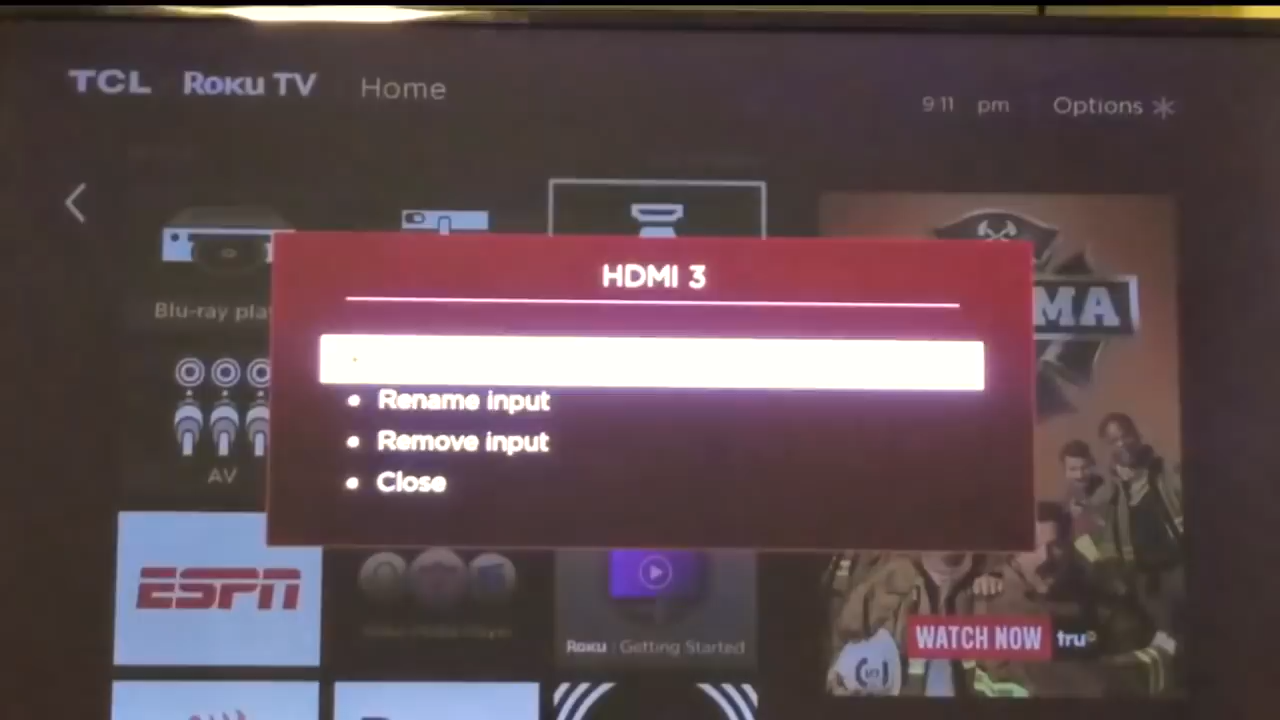 TCL Roku TV Home
9 11 pm Options
Blu-ray pla
HDMI 3
Rename input
Remove input
Close
AV
MA
ESPN
Roku | Getting Started
WATCH NOW tru